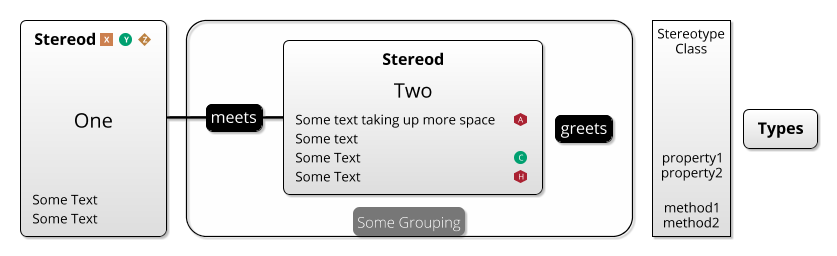 Stereod X Y Z
One
Some Text
Some Text
meets
Stereod
Two
Some text taking up more space A
Some text
Some Text C
Some Text H
greets
Some Grouping
Stereotype
Class
property1
property2
method1
method2
Types